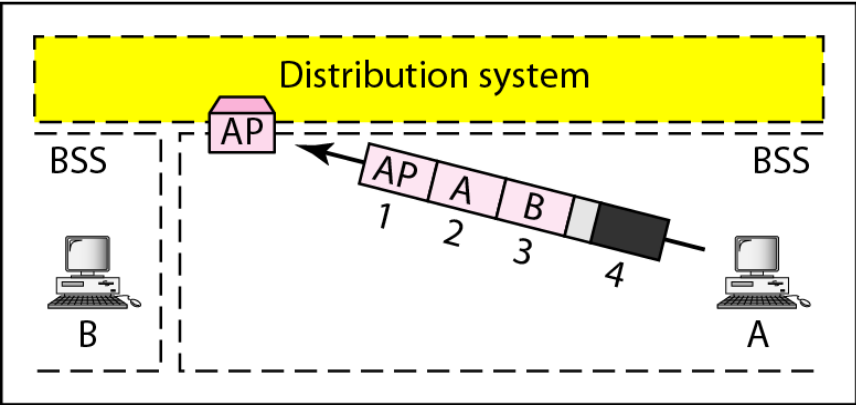 Distribution system
AP
BSS
BSS
AP A B
1 2 3 4
B
A